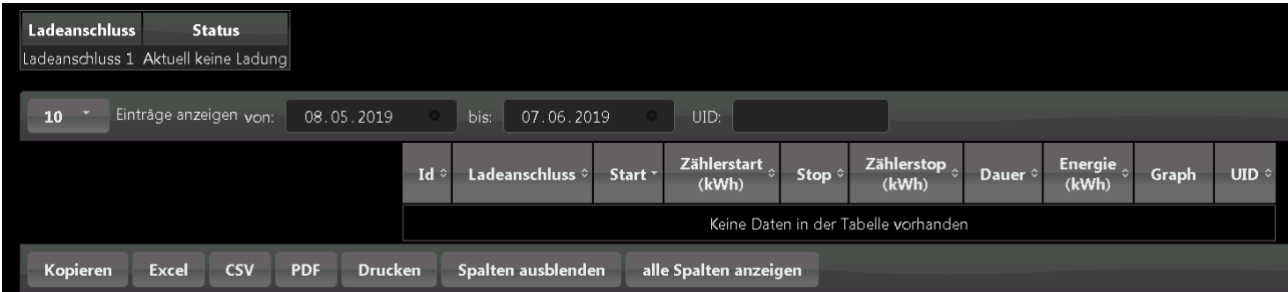 Ladeanschluss Status
Ladeanschluss 1 Aktuell keine Ladung
10 Einträge anzeigen von: 08.05.2019 bis: 07.06.2019 UID:
Id Ladeanschluss Start Zählerstart (kWh) Stop Zählerstop (kWh) Dauer Energie (kWh) Graph UID
Keine Daten in der Tabelle vorhanden
Kopieren Excel CSV PDF Drucken Spalten ausblenden alle Spalten anzeigen